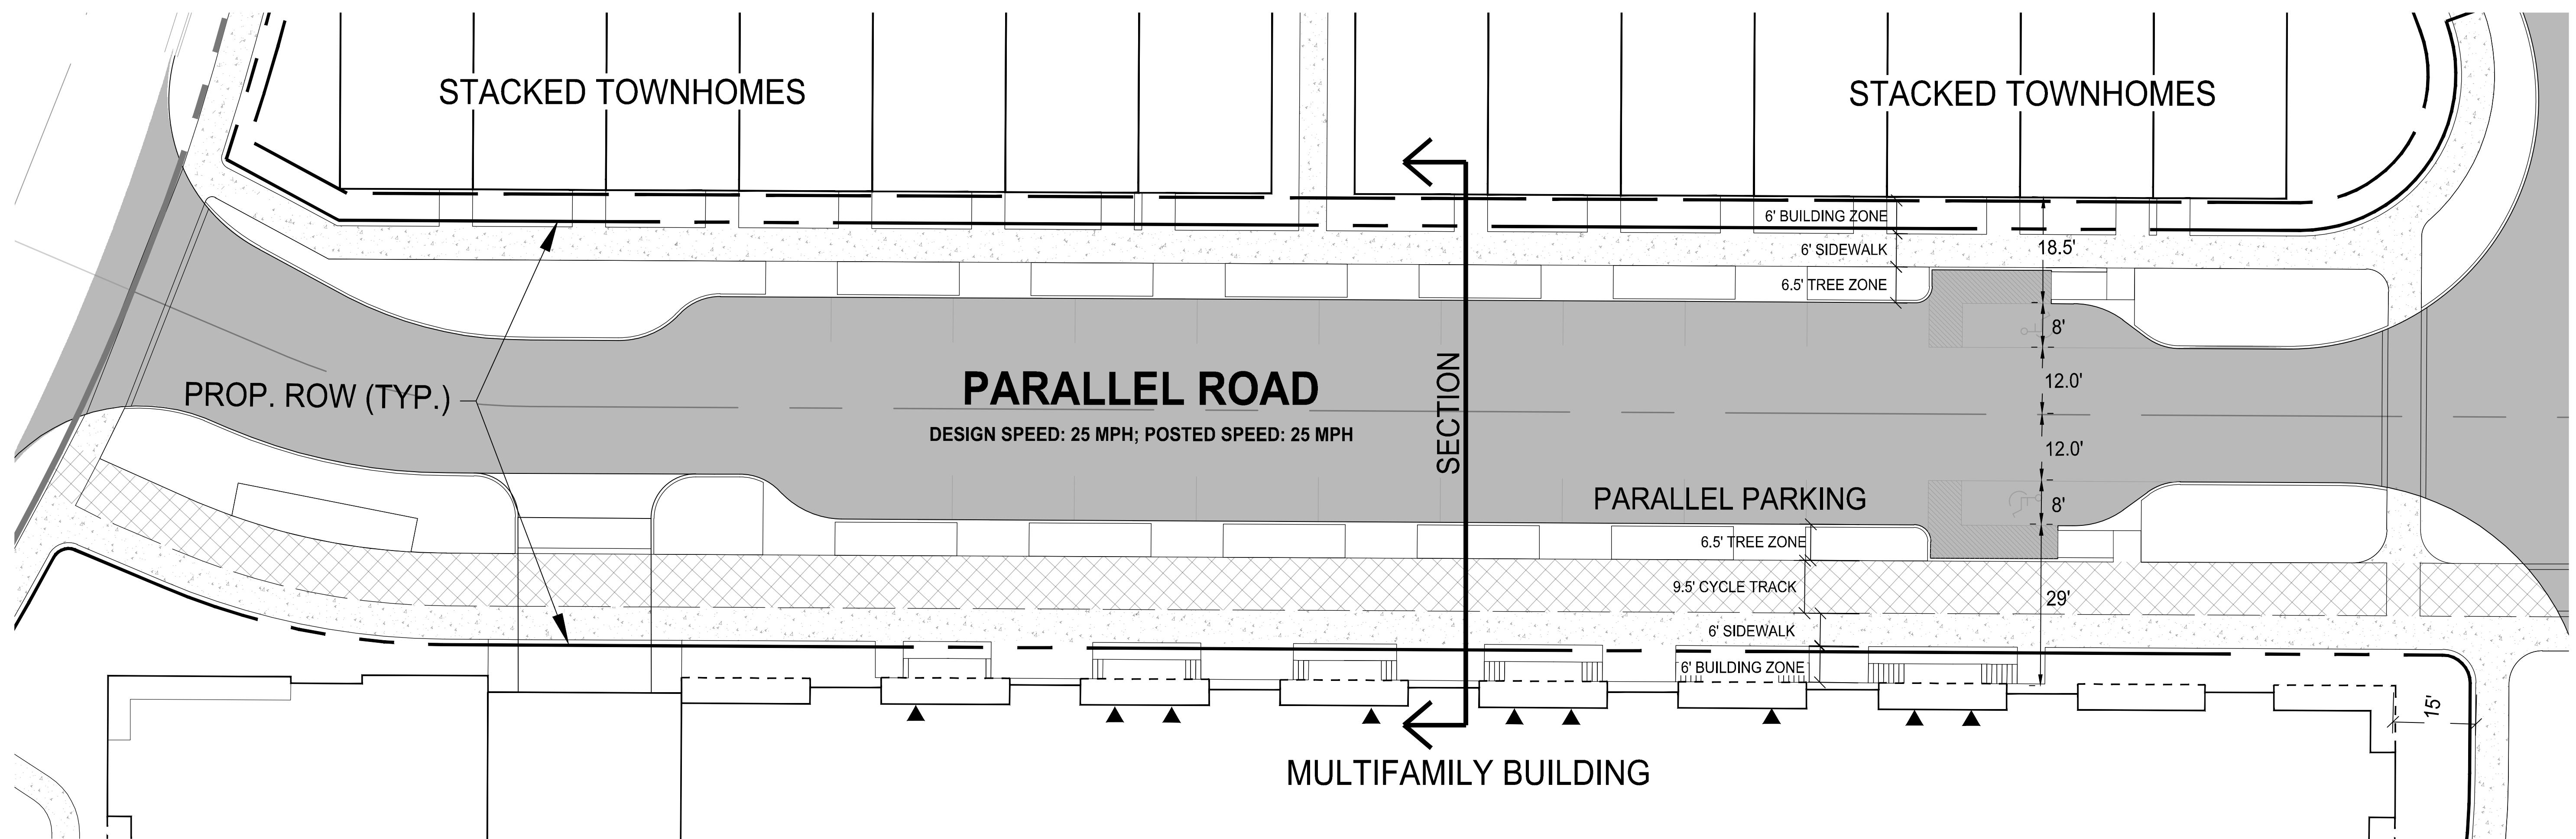 STACKED TOWNHOMES
STACKED TOWNHOMES
6' BUILDING ZONE
6' SIDEWALK
18.5'
6.5' TREE ZONE
8'
PROP. ROW (TYP.)
PARALLEL ROAD
DESIGN SPEED: 25 MPH; POSTED SPEED: 25 MPH
SECTION
12.0'
12.0'
PARALLEL PARKING
8'
6.5' TREE ZONE
9.5' CYCLE TRACK
29'
6' SIDEWALK
6' BUILDING ZONE
15'
MULTIFAMILY BUILDING